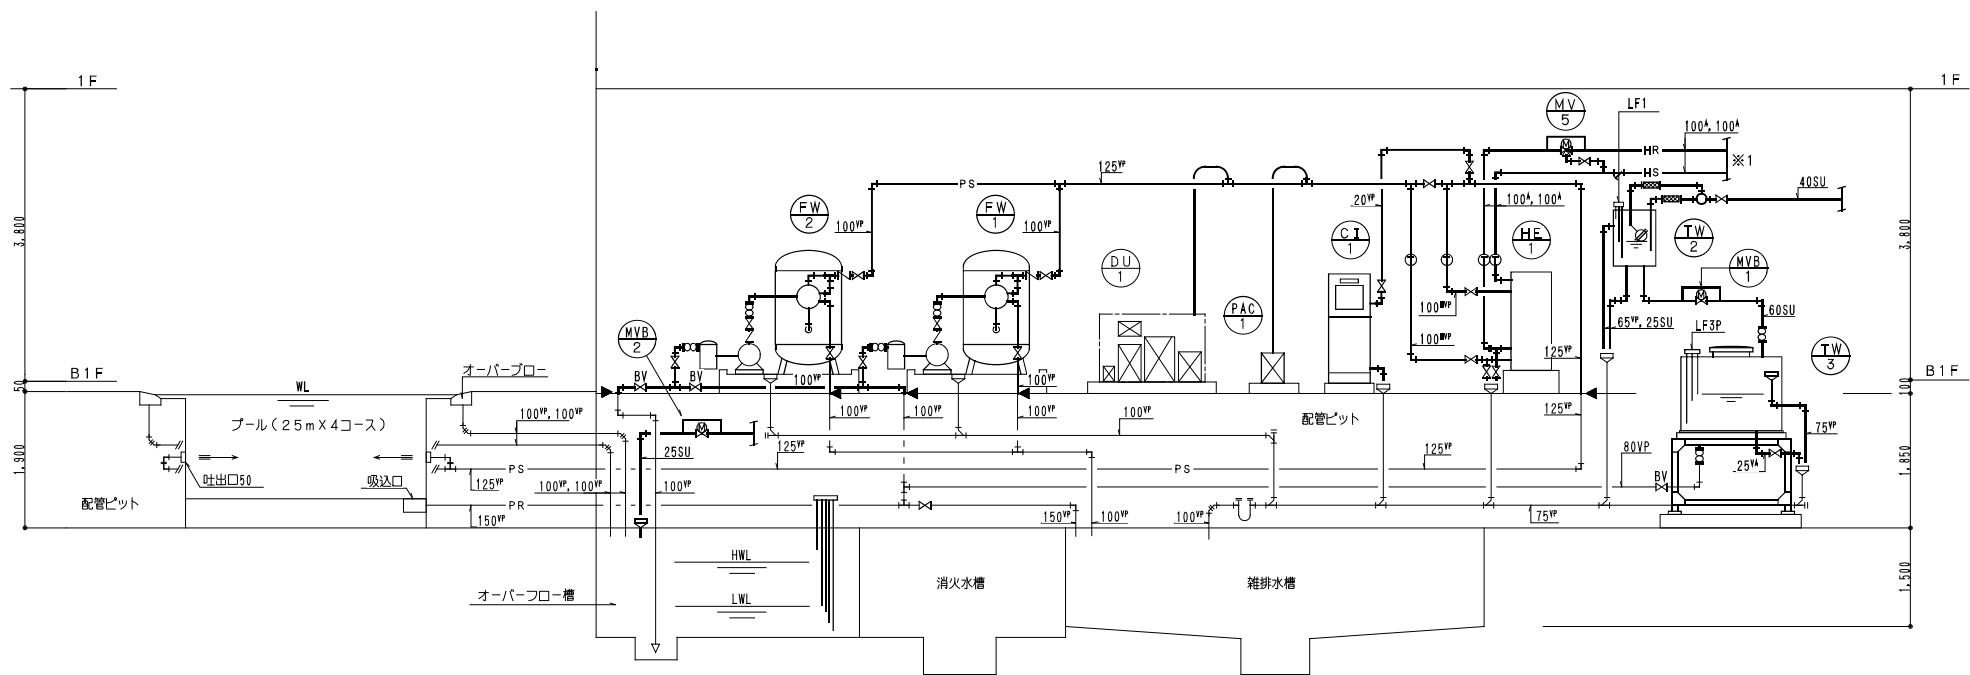 1F
1F
3,800
3,800
50
100
B1F
B1F
1,900
1,850
1,500
MV
5
LF1
100A, 100A
HR
HS
※1
40SU
PS
125VP
FW
2
100VP
FW
1
100VP
DU
1
PAC
1
CI
1
20VP
100A, 100A
HE
1
TW
2
MVB
1
60SU
65VP, 25SU
LF3P
TW
3
MVB
2
100HVP
100HVP
125VP
オーバーブロー
WL
プール(25m×4コース)
BV
BV
100VP
100VP
100VP
100VP
100VP
100VP
125VP
配管ピット
100VP, 100VP
25SU
125VP
PS
PS
125VP
80VP
BV
25VA
75VP
吐出口50
吸込口
125VP
100VP, 100VP
100VP
配管ピット
PR
150VP
150VP
100VP
100VP
75VP
HWL
LWL
オーバーフロー槽
消火水槽
雑排水槽